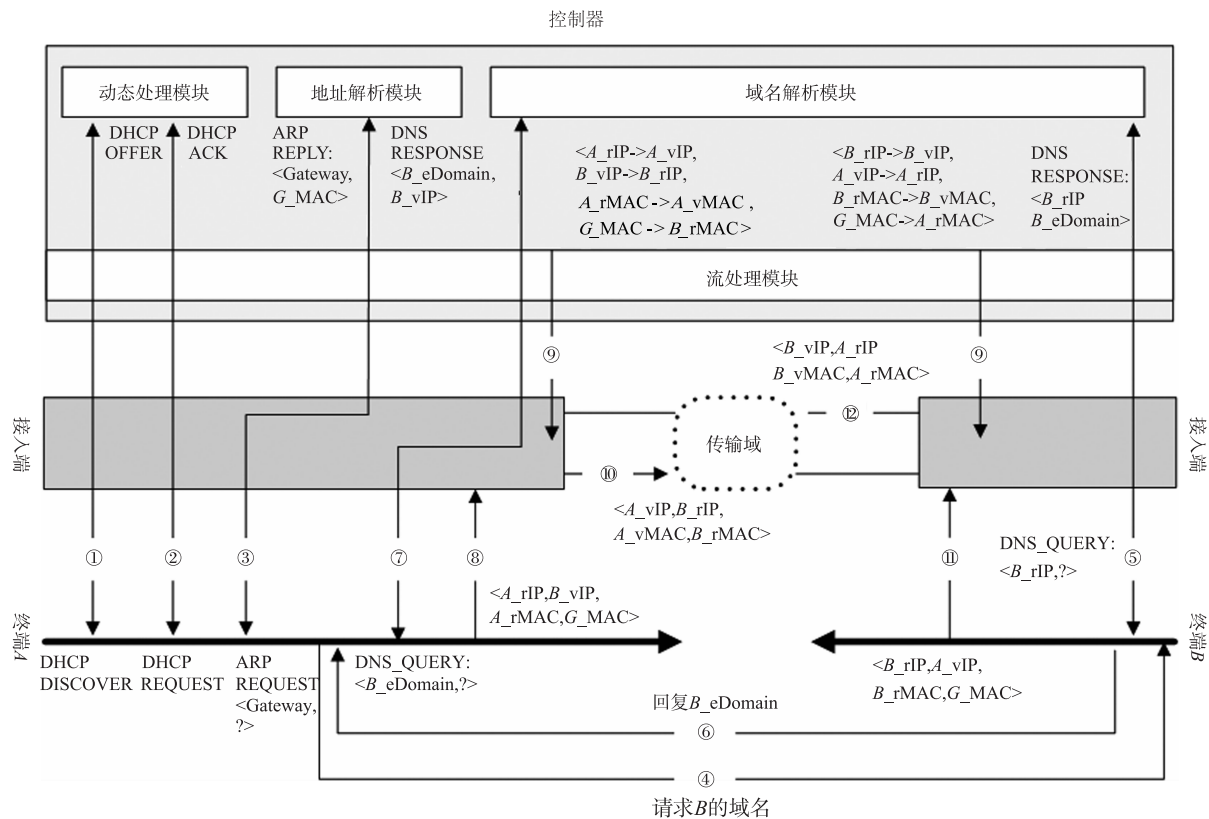 控制器
动态处理模块
地址解析模块
域名解析模块
DHCP
OFFER
DHCP
ACK
ARP
REPLY:
<Gateway,
G_MAC>
DNS
RESPONSE
<B_eDomain,
B_vIP>
<A_rIP->A_vIP,
B_vIP->B_rIP,
A_rMAC->A_vMAC ,
G_MAC-> B_rMAC>
<B_rIP->B_vIP,
A_vIP->A_rIP,
B_rMAC->B_vMAC,
G_MAC->A_rMAC>
DNS
RESPONSE:
<B_rIP
B_eDomain>
流处理模块
⑨
<B_vIP,A_rIP
B_vMAC,A_rMAC>
⑨
接入端
⑫
传输域
接入端
⑩
<A_vIP,B_rIP,
A_vMAC,B_rMAC>
①
②
③
⑦
⑧
⑪
DNS_QUERY:
<B_rIP,?>
⑤
<A_rIP,B_vIP,
A_rMAC,G_MAC>
终端A
终端B
DHCP
DISCOVER
DHCP
REQUEST
ARP
REQUEST
<Gateway,
?>
DNS_QUERY:
<B_eDomain,?>
<B_rIP,A_vIP,
B_rMAC,G_MAC>
回复B_eDomain
⑥
④
请求B的域名